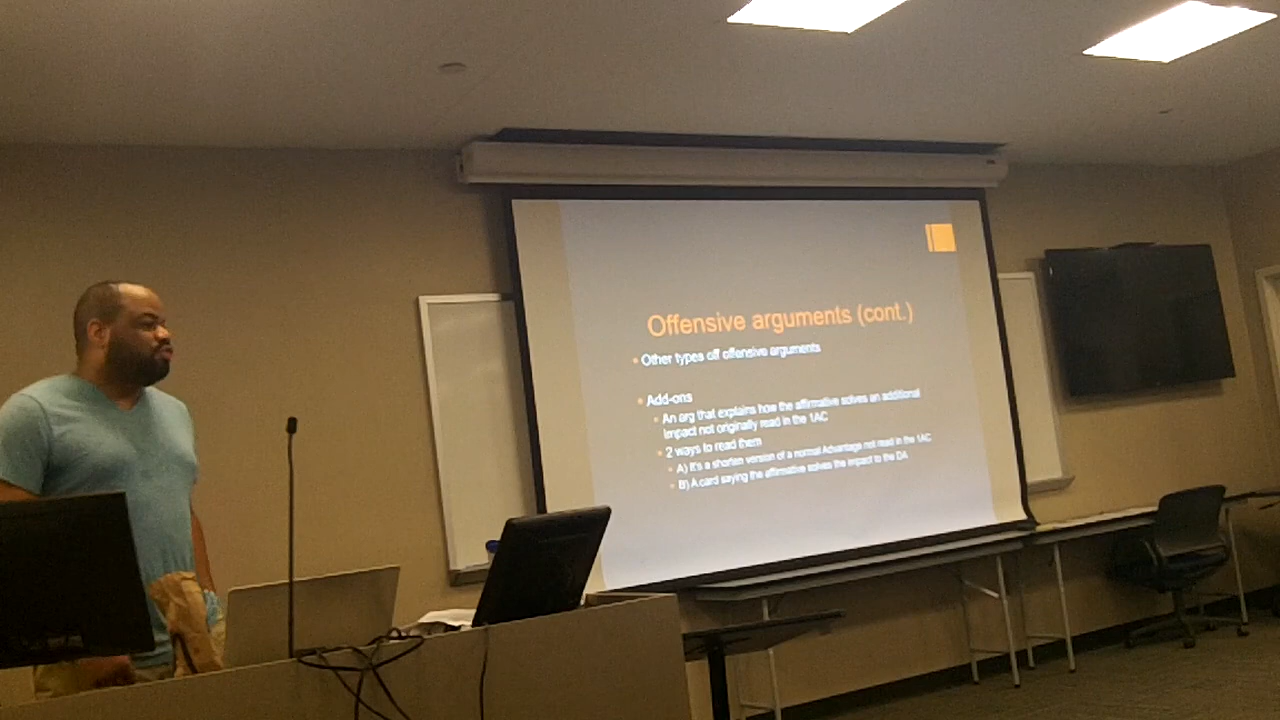 Offensive arguments (cont.)
Other types off offensive arguments
Add-ons
An arg that explains how the affirmative solves an additional
impact not originally read in the 1AC
2 ways to read them
A) It's a shorten version of a normal Advantage not read in the 1AC
B) A card saying the affirmative solves the impact to the DA